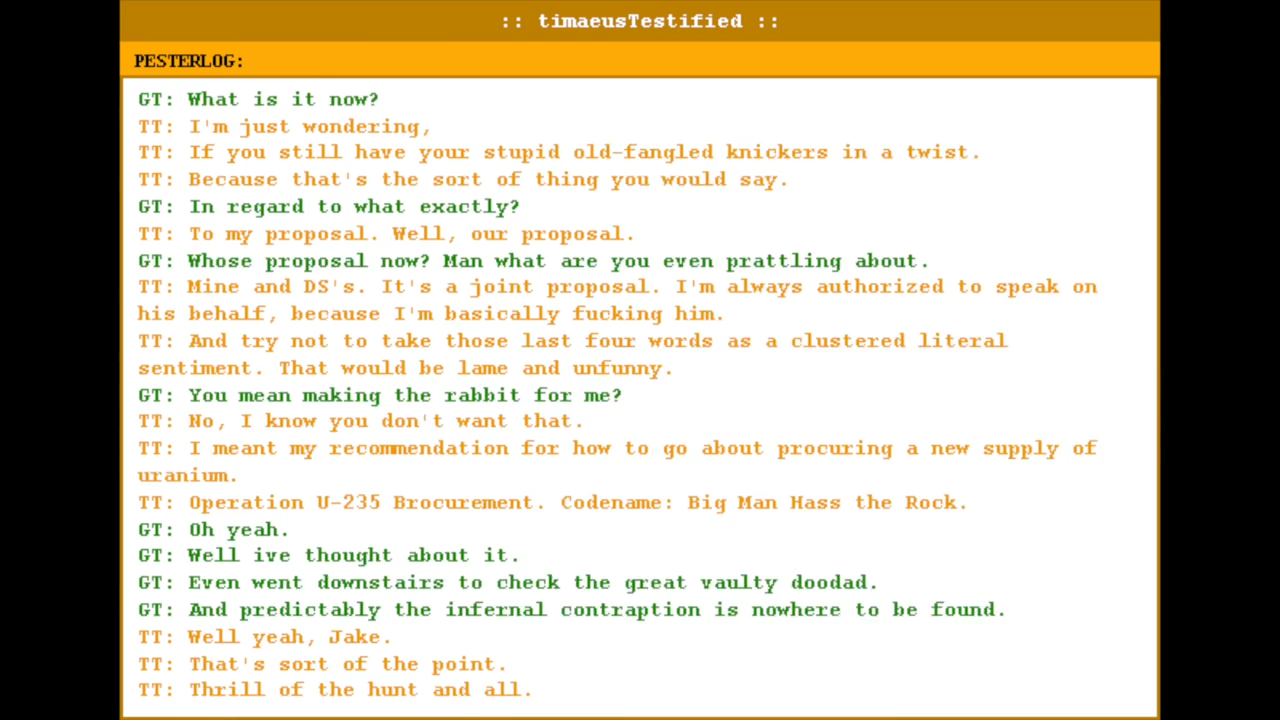 :: timaeusTestified ::
PESTERLOG:
GT: What is it now?
TT: I'm just wondering,
TT: If you still have your stupid old-fangled knickers in a twist.
TT: Because that's the sort of thing you would say.
GT: In regard to what exactly?
TT: To my proposal. Well, our proposal.
GT: Whose proposal now? Man what are you even prattling about.
TT: Mine and DS's. It's a joint proposal. I'm always authorized to speak on
his behalf, because I'm basically fucking him.
TT: And try not to take those last four words as a clustered literal
sentiment. That would be lame and unfunny.
GT: You mean making the rabbit for me?
TT: No, I know you don't want that.
TT: I meant my recommendation for how to go about procuring a new supply of
uranium.
TT: Operation U-235 Brocurement. Codename: Big Man Hass the Rock.
GT: Oh yeah.
GT: Well ive thought about it.
GT: Even went downstairs to check the great vaulty doodad.
GT: And predictably the infernal contraption is nowhere to be found.
TT: Well yeah, Jake.
TT: That's sort of the point.
TT: Thrill of the hunt and all.